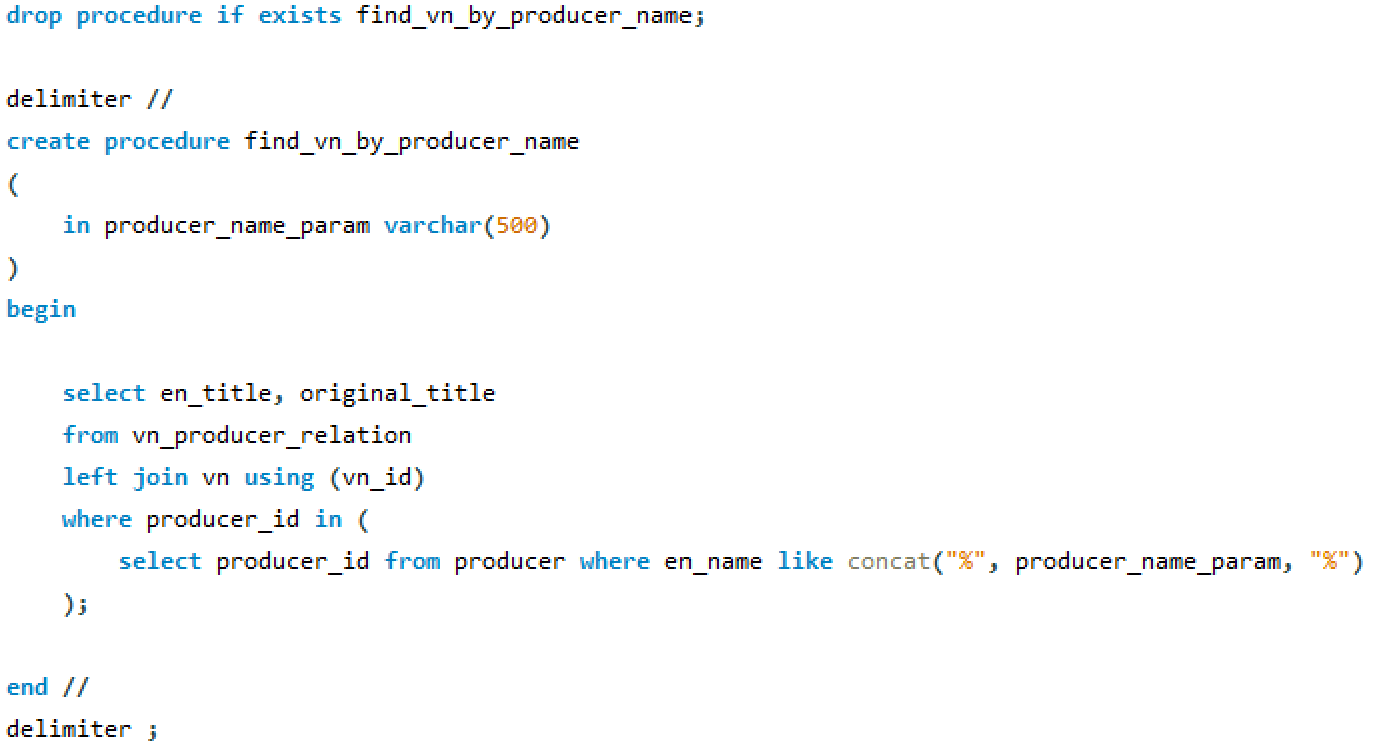 drop procedure if exists find_vn_by_producer_name;
delimiter //
create procedure find_vn_by_producer_name
(
    in producer_name_param varchar(500)
)
begin
    select en_title, original_title
    from vn_producer_relation
    left join vn using (vn_id)
    where producer_id in (
        select producer_id from producer where en_name like concat("%", producer_name_param, "%")
    );
end //
delimiter ;